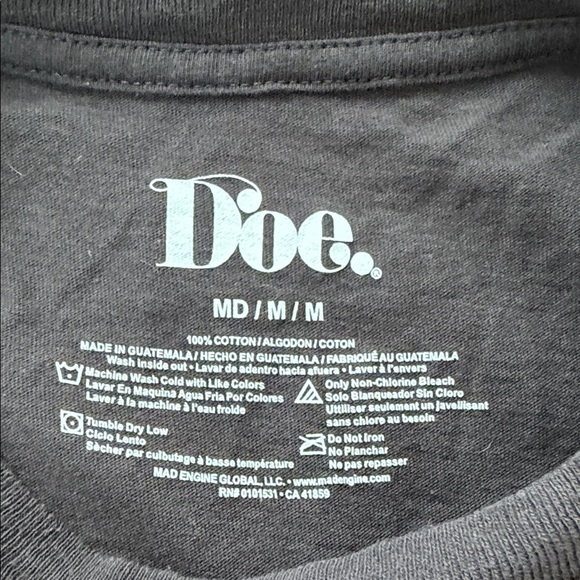 Doe.®
MD / M / M
100% COTTON / ALGODON / COTON
MADE IN GUATEMALA / HECHO EN GUATEMALA / FABRIQUÉ AU GUATEMALA
Wash Inside out • Lavar de adentro hacia afuera • Laver à l'envers
Machine Wash Cold with Like Colors
Lavar En Maquina Agua Fria Por Colores
Laver à la machine à l'eau froide
Only Non-Chlorine Bleach
Solo Blanqueador Sin Cloro
Utiliser seulement un javellisant
sans chlore au besoin
Tumble Dry Low
Ciclo Lento
Sècher par culbutage à basse température
Do Not Iron
No Planchar
Ne pas repasser
MAD ENGINE GLOBAL, LLC. • www.madengine.com
RN# 0101531 • CA 41859